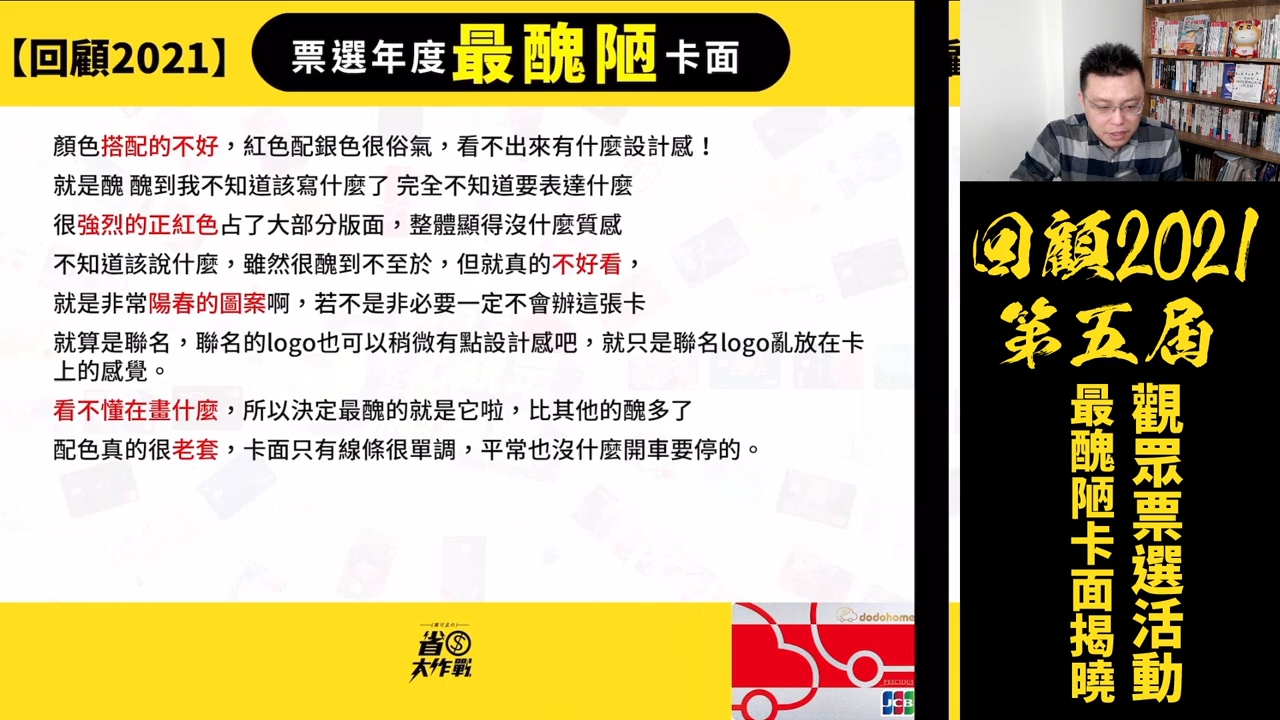 【回顧2021】
票選年度最醜陋卡面
顏色搭配的不好，紅色配銀色很俗氣，看不出來有什麼設計感！
就是醜 醜到我不知道該寫什麼了 完全不知道要表達什麼
很強烈的正紅色占了大部分版面，整體顯得沒什麼質感
不知道該說什麼，雖然很醜到不至於，但就真的不好看，
就是非常陽春的圖案啊，若不是非必要一定不會辦這張卡
就算是聯名，聯名的logo也可以稍微有點設計感吧，就只是聯名logo亂放在卡
上的感覺。
看不懂在畫什麼，所以決定最醜的就是它啦，比其他的醜多了
配色真的很老套，卡面只有線條很單調，平常也沒什麼開車要停的。
省
大作戰
dodohome
PRECIOUS
JCB
回顧2021
第五屆
觀眾票選活動
最醜陋卡面揭曉